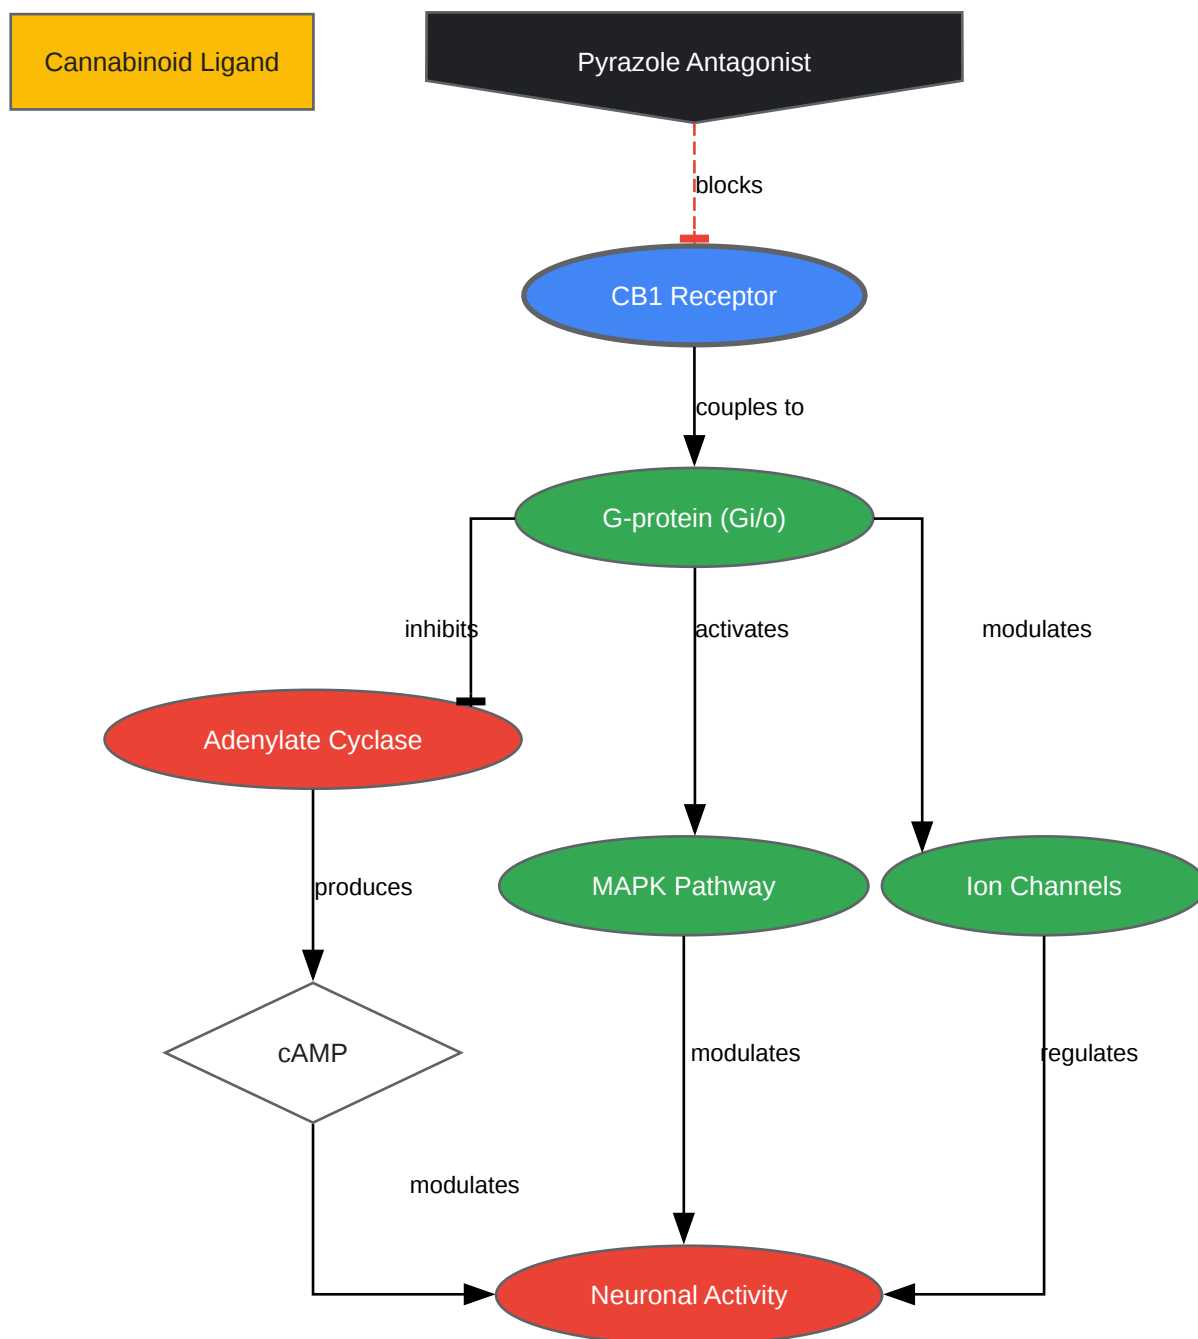 Cannabinoid Ligand
Pyrazole Antagonist
blocks
CB1 Receptor
couples to
G-protein (Gi/o)
inhibits
activates
modulates
Adenylate Cyclase
produces
MAPK Pathway
Ion Channels
cAMP
modulates
regulates
modulates
Neuronal Activity